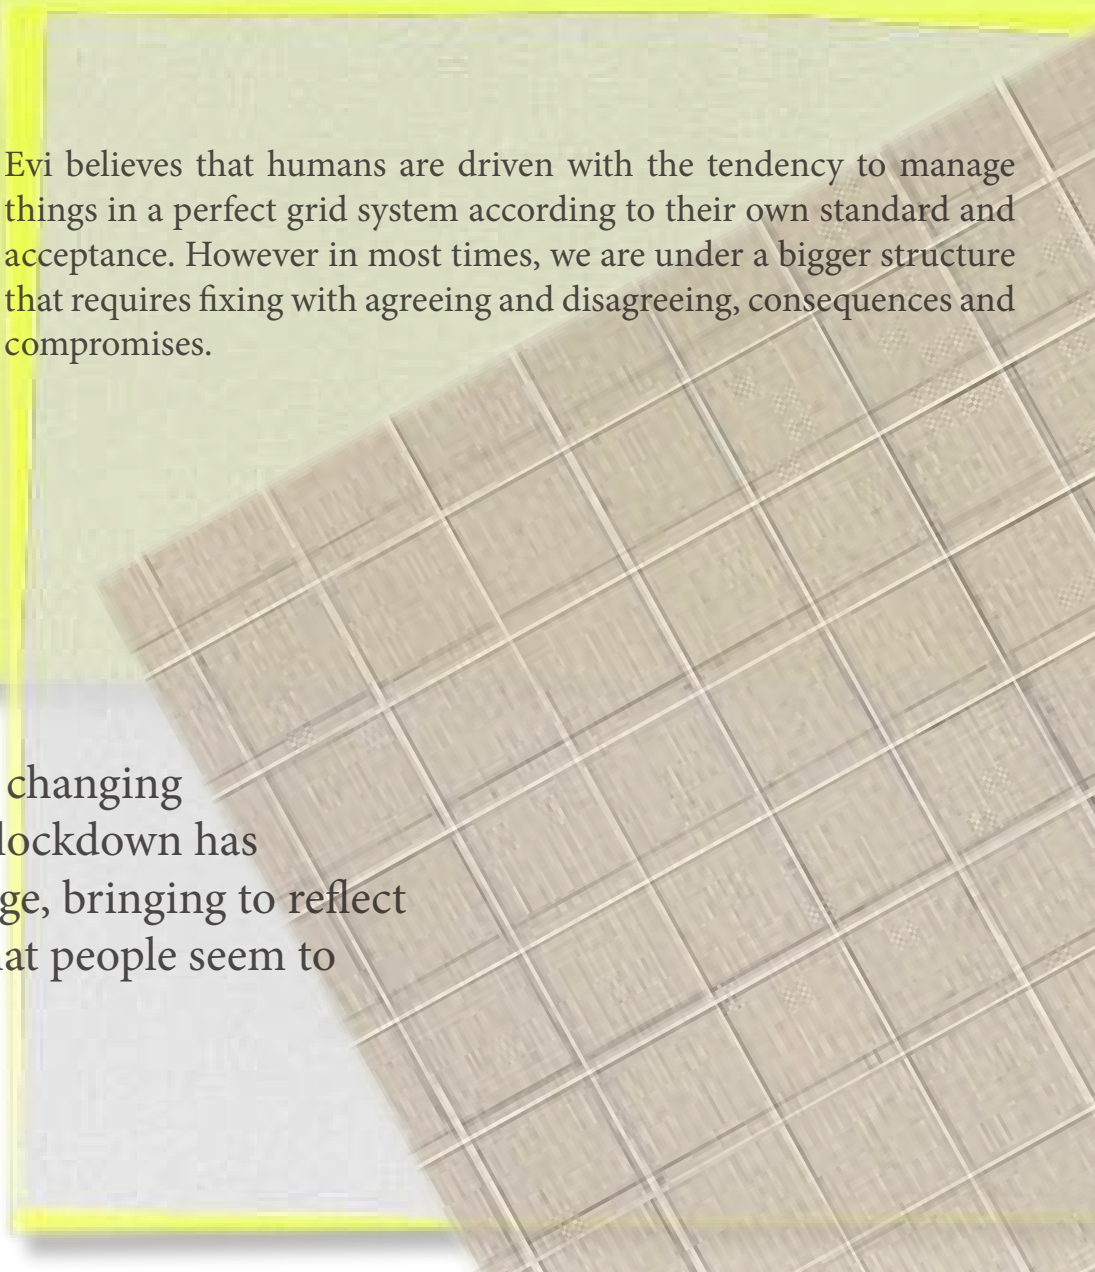 Evi believes that humans are driven with the tendency to manage
things in a perfect grid system according to their own standard and
acceptance. However in most times, we are under a bigger structure
that requires fixing with agreeing and disagreeing, consequences and
compromises.
changing
lockdown has
ge, bringing to reflect
at people seem to